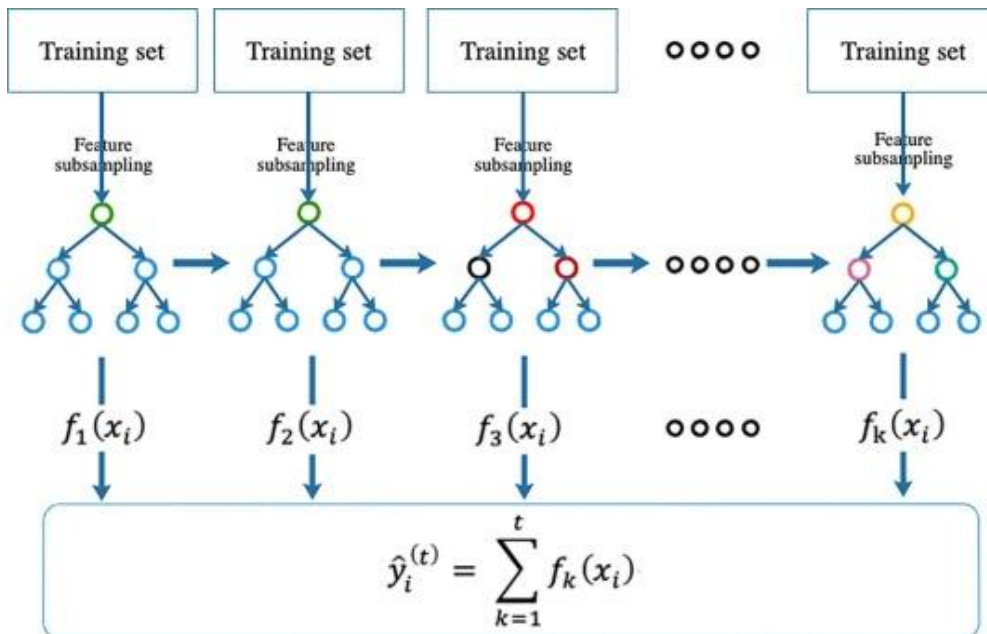 Training set Training set Training set Training set
Feature Feature Feature Feature
subsampling subsampling subsampling subsampling
f₁(xᵢ) f₂(xᵢ) f₃(xᵢ) fₖ(xᵢ)
ŷᵢ⁽ᵗ⁾ = ∑ₖ₌₁ᵗ fₖ(xᵢ)